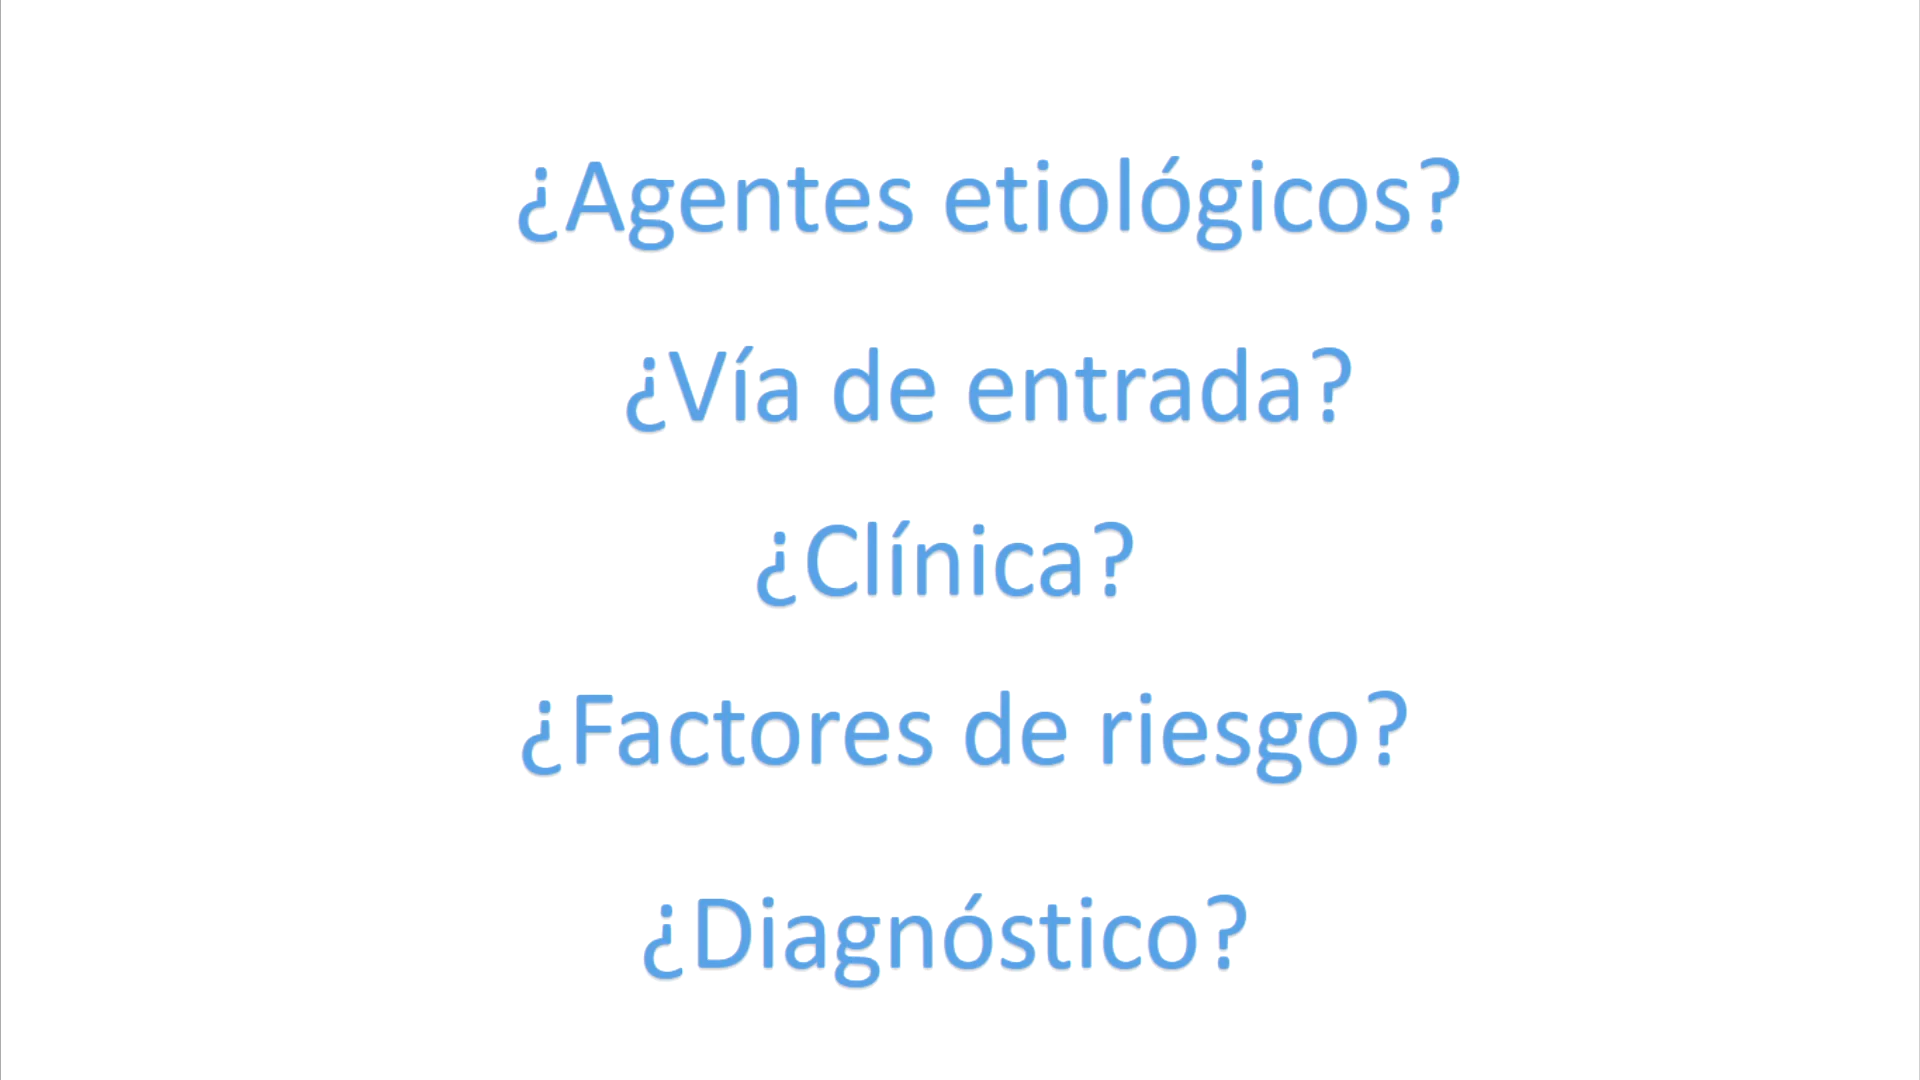 ¿Agentes etiológicos?
¿Vía de entrada?
¿Clínica?
¿Factores de riesgo?
¿Diagnóstico?